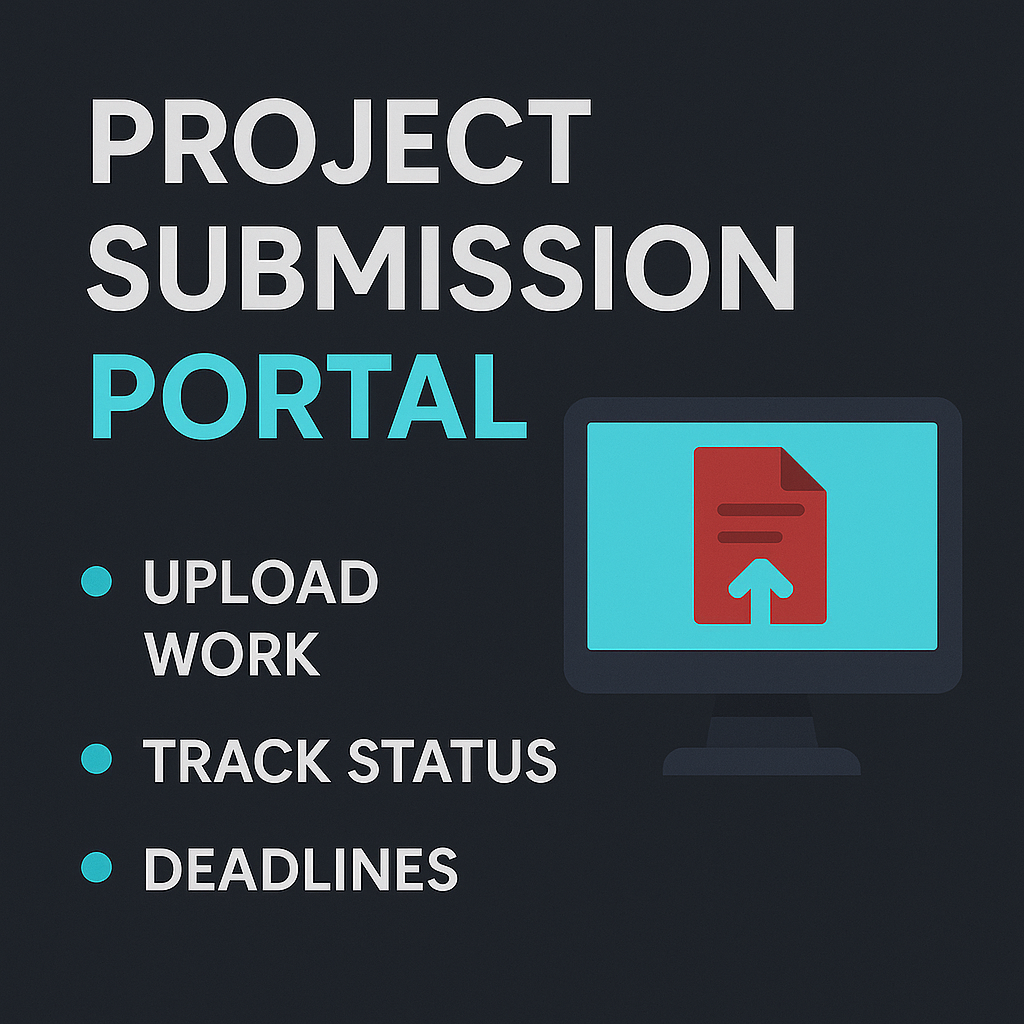 PROJECT
SUBMISSION
PORTAL
UPLOAD
WORK
TRACK STATUS
DEADLINES